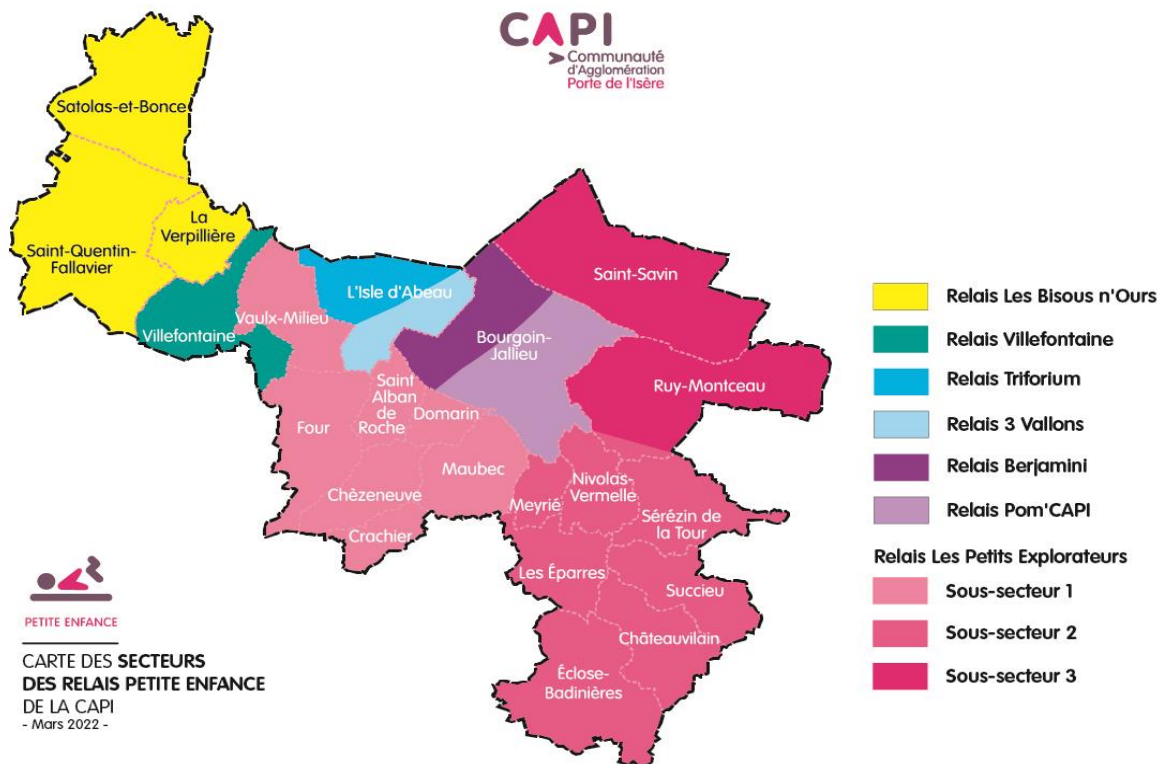 CAPI
Communauté
d'Agglomération
Porte de l'Isère
Satolas-et-Bonce
La
Verpillière
Saint-Quentin-
Fallavier
Villefontaine
Vaulx-Milieu
L'Isle d'Abeau
Saint-Savin
Bourgoin-
Jallieu
Ruy-Montceau
Saint
Alban
de
Roche
Domarin
Four
Maubec
Chèzeneuve
Crachier
Meyrié
Nivolas-
Vermelle
Sérézin de
la Tour
Les Éparres
Succieu
Châteauvilain
Éclose-
Badinières
Relais Les Bisous n'Ours
Relais Villefontaine
Relais Triforium
Relais 3 Vallons
Relais Berjamini
Relais Pom'CAPI
Relais Les Petits Explorateurs
Sous-secteur 1
Sous-secteur 2
Sous-secteur 3
PETITE ENFANCE
CARTE DES SECTEURS
DES RELAIS PETITE ENFANCE
DE LA CAPI
- Mars 2022 -